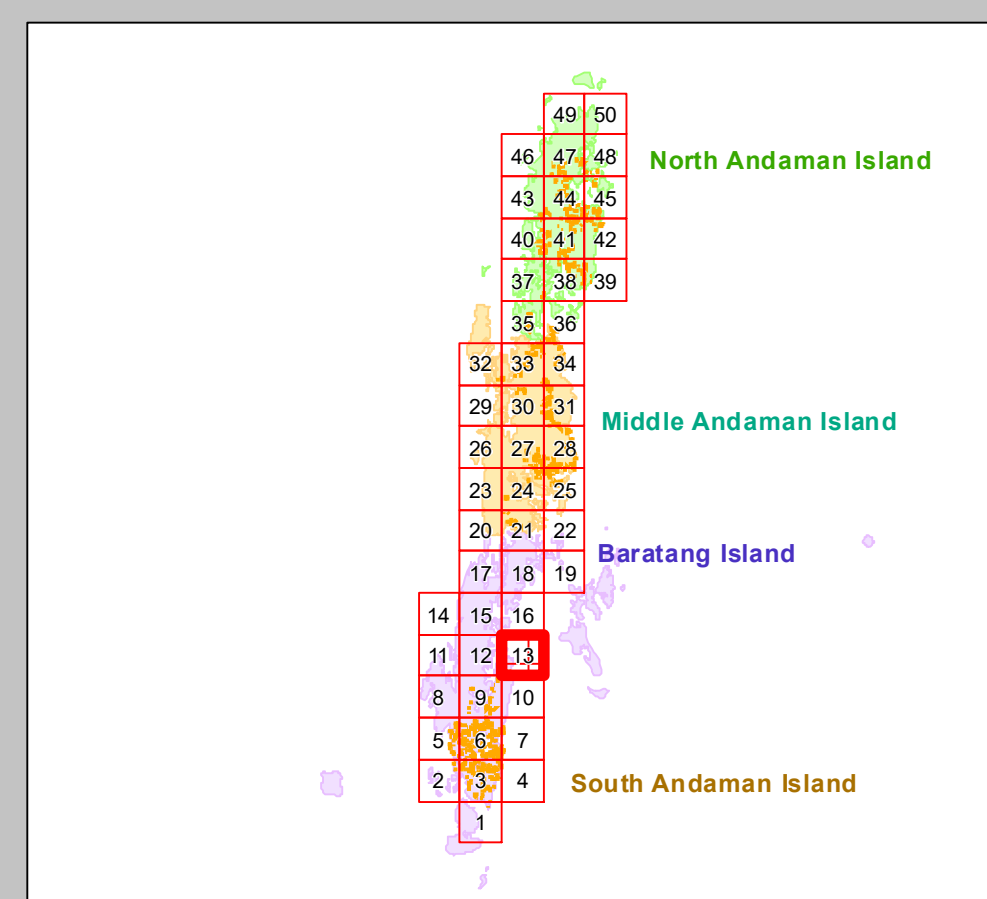 49 50
46 47 48
North Andaman Island
43 44 45
40 41 42
37 38 39
35 36
32 33 34
29 30 31
Middle Andaman Island
26 27 28
23 24 25
20 21 22
Baratang Island
17 18 19
14 15 16
11 12 13
8 9 10
5 6 7
2 3 4
South Andaman Island
1